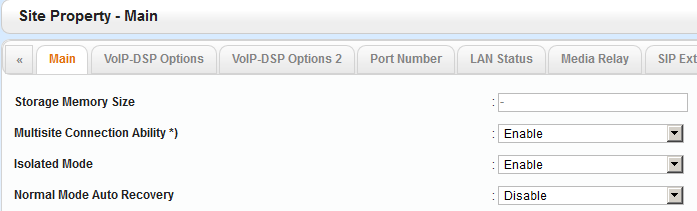 Site Property - Main
« Main VoIP-DSP Options VoIP-DSP Options 2 Port Number LAN Status Media Relay SIP Ext
Storage Memory Size : -
Multisite Connection Ability *) : Enable
Isolated Mode : Enable
Normal Mode Auto Recovery : Disable